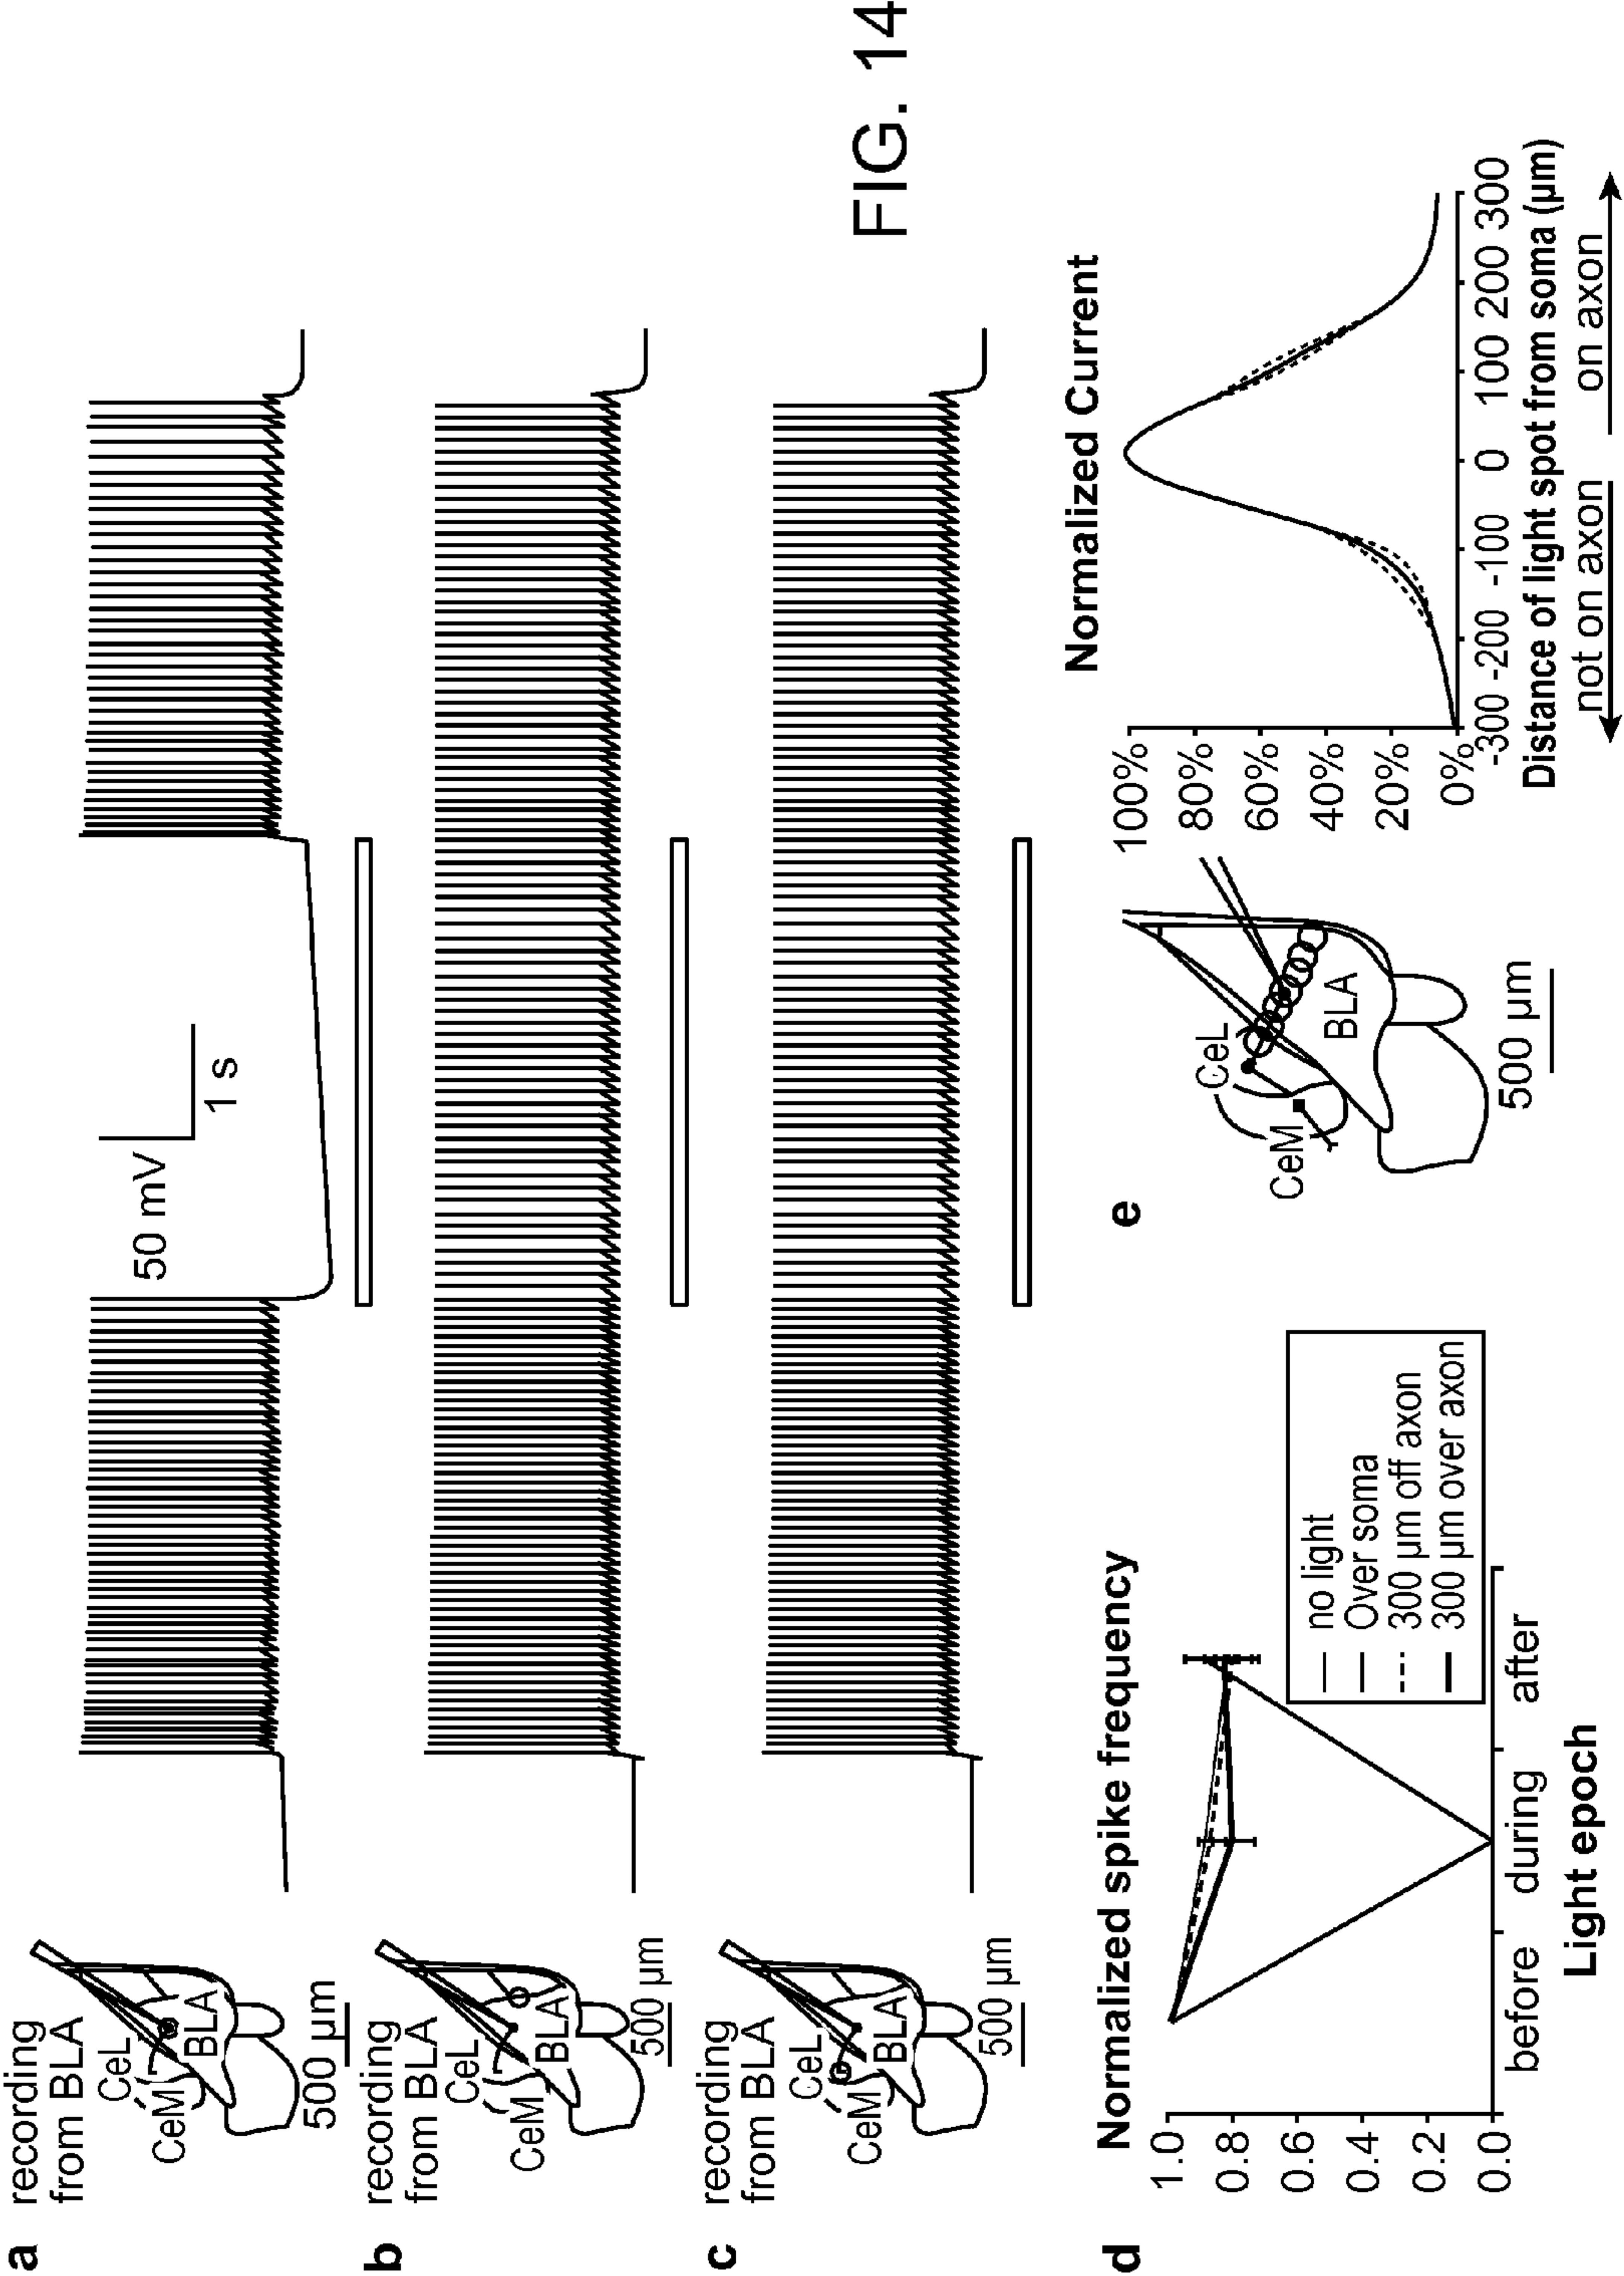 a
recording
from BLA
CeL
CeM
BLA
500 µm
50 mV
1 s
b
recording
from BLA
CeL
CeM
BLA
500 µm
c
recording
from BLA
CeL
CeM
BLA
500 µm
FIG. 14
d
Normalized spike frequency
1.0
0.8
0.6
0.4
0.2
0.0
before during after
Light epoch
no light
Over soma
300 µm off axon
300 µm over axon
e
CeL
CeM
BLA
500 µm
Normalized Current
100%
80%
60%
40%
20%
0%
-300 -200 -100 0 100 200 300
Distance of light spot from soma (µm)
not on axon on axon